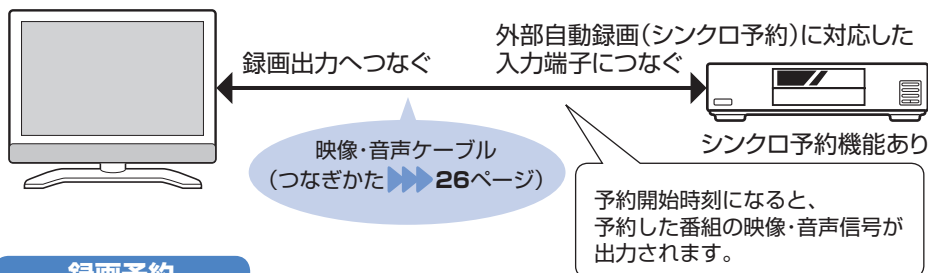 録画出力へつなぐ
外部自動録画(シンクロ予約)に対応した
入力端子につなぐ
映像・音声ケーブル
(つなぎかた 26ページ)
シンクロ予約機能あり
予約開始時刻になると、
予約した番組の映像・音声信号が
出力されます。
録画予約